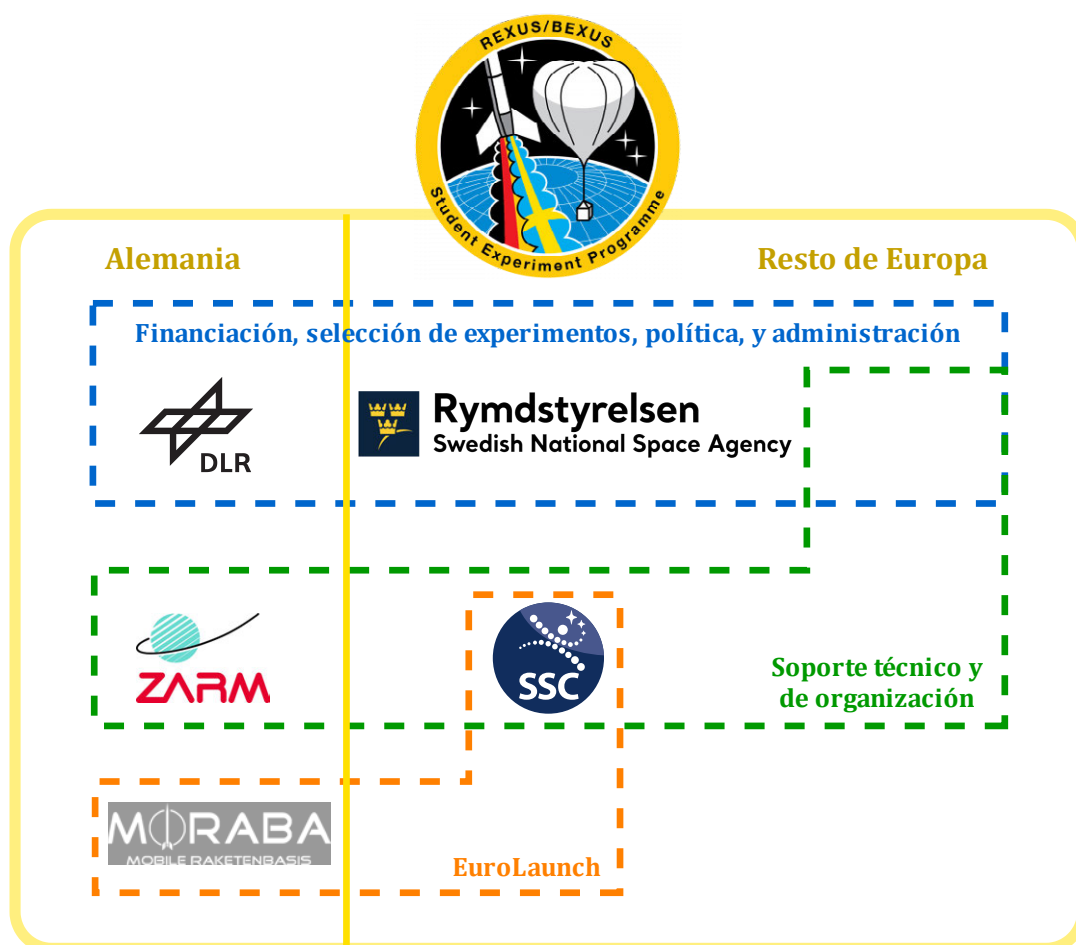 REXUS/BEXUS
Student Experiment Programme
Alemania
Resto de Europa
Financiación, selección de experimentos, política, y administración
DLR
Rymdstyrelsen
Swedish National Space Agency
ZARM
SSC
Soporte técnico y
de organización
MORABA
MOBILE RAKETENBASIS
EuroLaunch